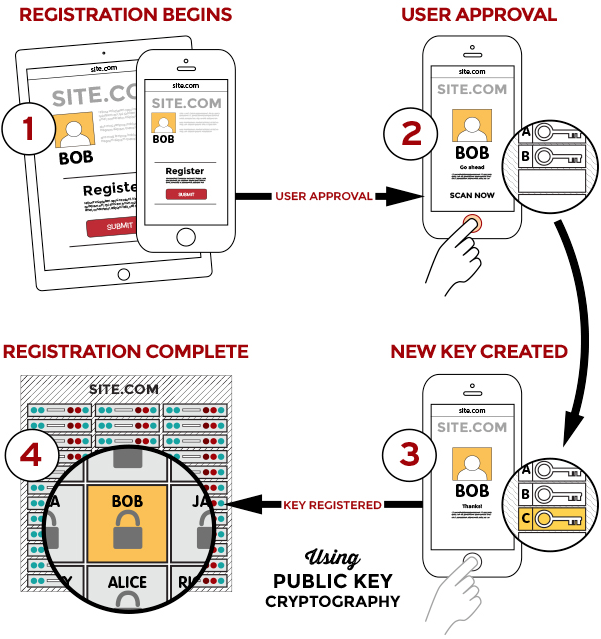 REGISTRATION BEGINS
USER APPROVAL
1
site.com
SITE.CO
BOB
Register
SUBMIT
site.com
SITE.COM
BOB
Register
SUBMIT
USER APPROVAL
2
site.com
SITE.COM
BOB
Go ahead
SCAN NOW
A
B
REGISTRATION COMPLETE
NEW KEY CREATED
SITE.COM
4
A
BOB
JA
Y
ALICE
RI
KEY REGISTERED
3
site.com
SITE.COM
BOB
Thanks!
A
B
C
Using
PUBLIC KEY
CRYPTOGRAPHY